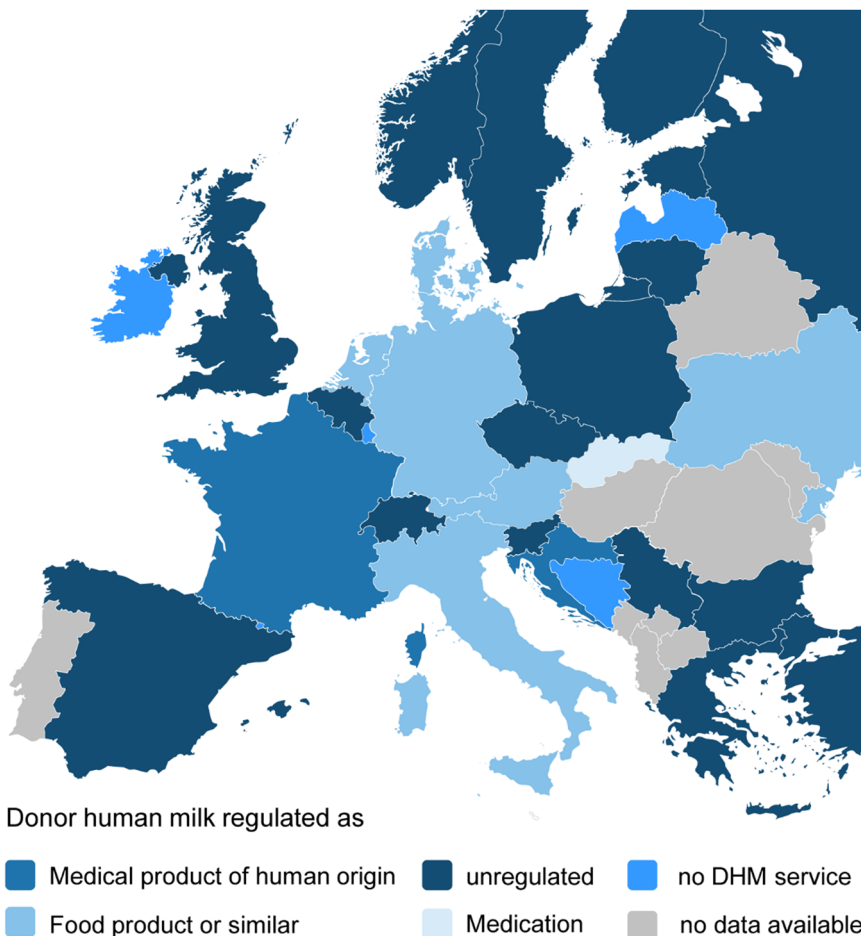 Donor human milk regulated as
Medical product of human origin
unregulated
no DHM service
Food product or similar
Medication
no data available